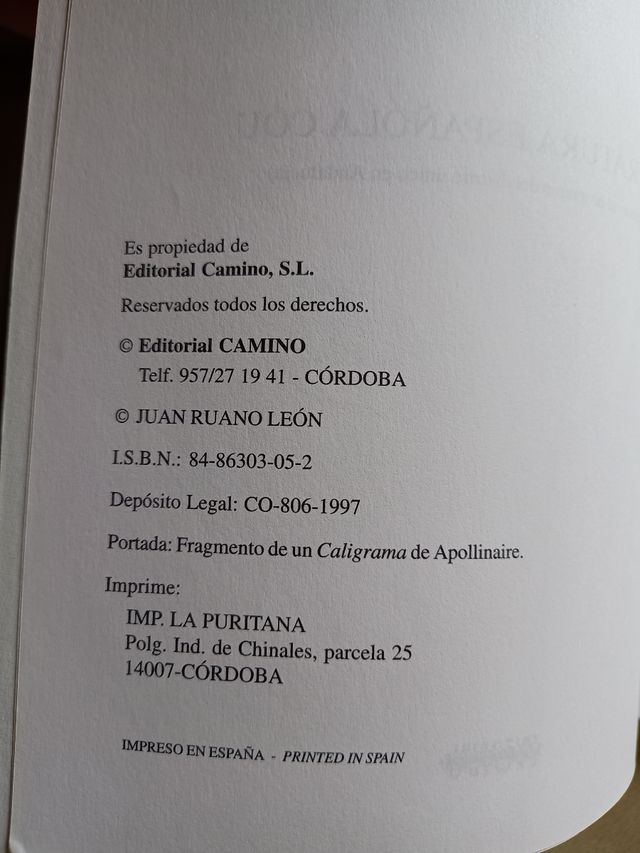 Es propiedad de
Editorial Camino, S.L.
Reservados todos los derechos.
© Editorial CAMINO
Telf. 957/27 19 41 - CÓRDOBA
© JUAN RUANO LEÓN
I.S.B.N.: 84-86303-05-2
Depósito Legal: CO-806-1997
Portada: Fragmento de un Caligrama de Apollinaire.
Imprime:
IMP. LA PURITANA
Polg. Ind. de Chinales, parcela 25
14007-CÓRDOBA
IMPRESO EN ESPAÑA - PRINTED IN SPAIN